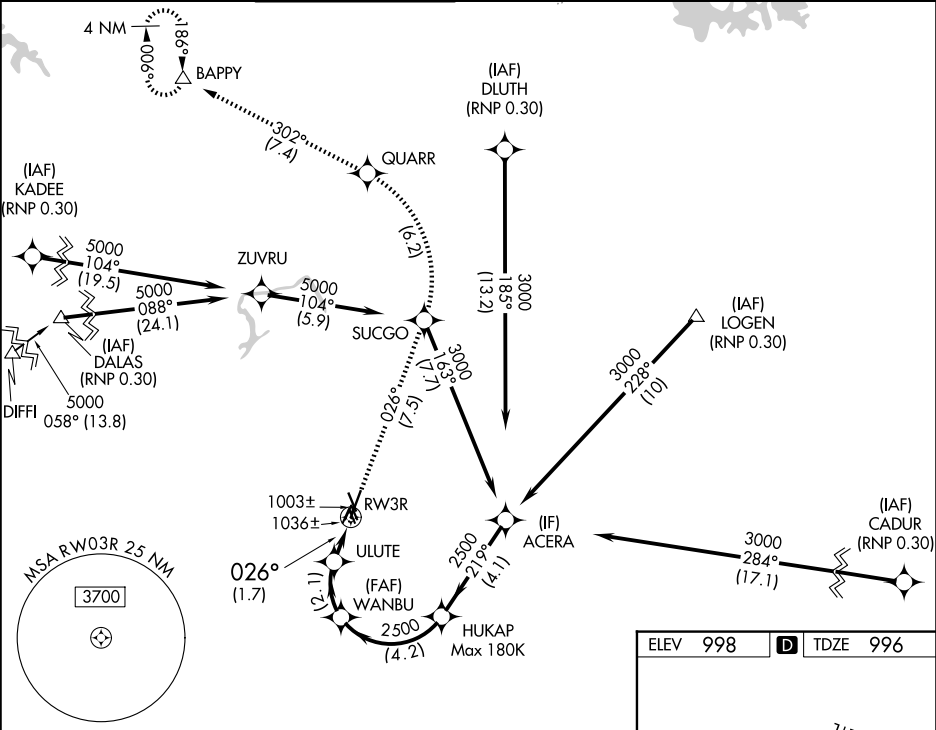 4 NM
006°
186°
BAPPY
302°
(7.4)
QUARR
(6.2)
(IAF)
DLUTH
(RNP 0.30)
3000
185°
(13.2)
(IAF)
KADEE
(RNP 0.30)
5000
104°
(19.5)
ZUVRU
5000
104°
(5.9)
5000
088°
(24.1)
(IAF)
DALAS
(RNP 0.30)
DIFFI
5000
058° (13.8)
SUCGO
3000
163°
(7.7)
026°
(7.5)
(IAF)
LOGEN
(RNP 0.30)
3000
228°
(10)
1003±
1036±
RW3R
ULUTE
026°
(1.7)
(2.1)
(FAF)
WANBU
2500
(4.2)
HUKAP
Max 180K
2500
219°
(4.1)
(IF)
ACERA
(IAF)
CADUR
(RNP 0.30)
3000
284°
(17.1)
MSA RW03R 25 NM
3700
ELEV 998 D TDZE 996